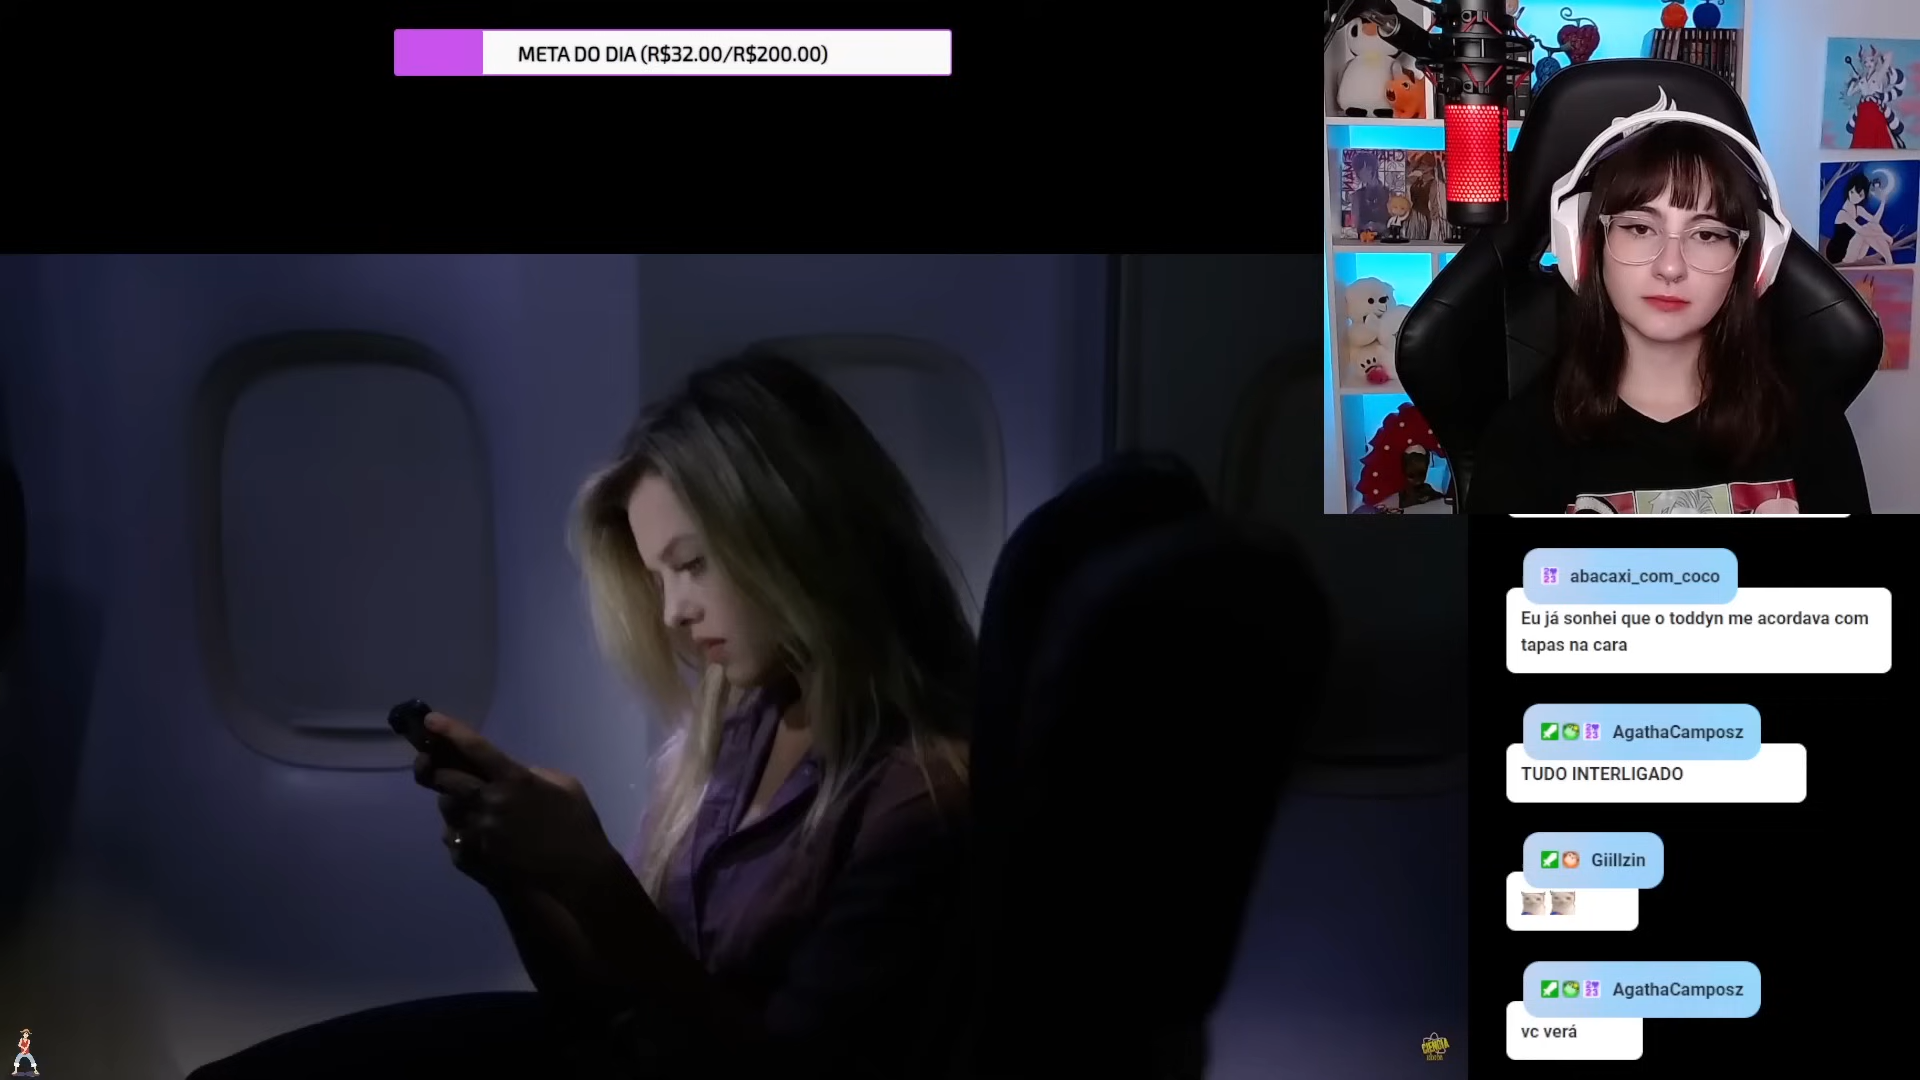 META DO DIA (R$32.00/R$200.00)
abacaxi_com_coco
Eu já sonhei que o toddyn me acordava com
tapas na cara
AgathaCamposz
TUDO INTERLIGADO
Giillzin
AgathaCamposz
vc verá
CIÊNCIA